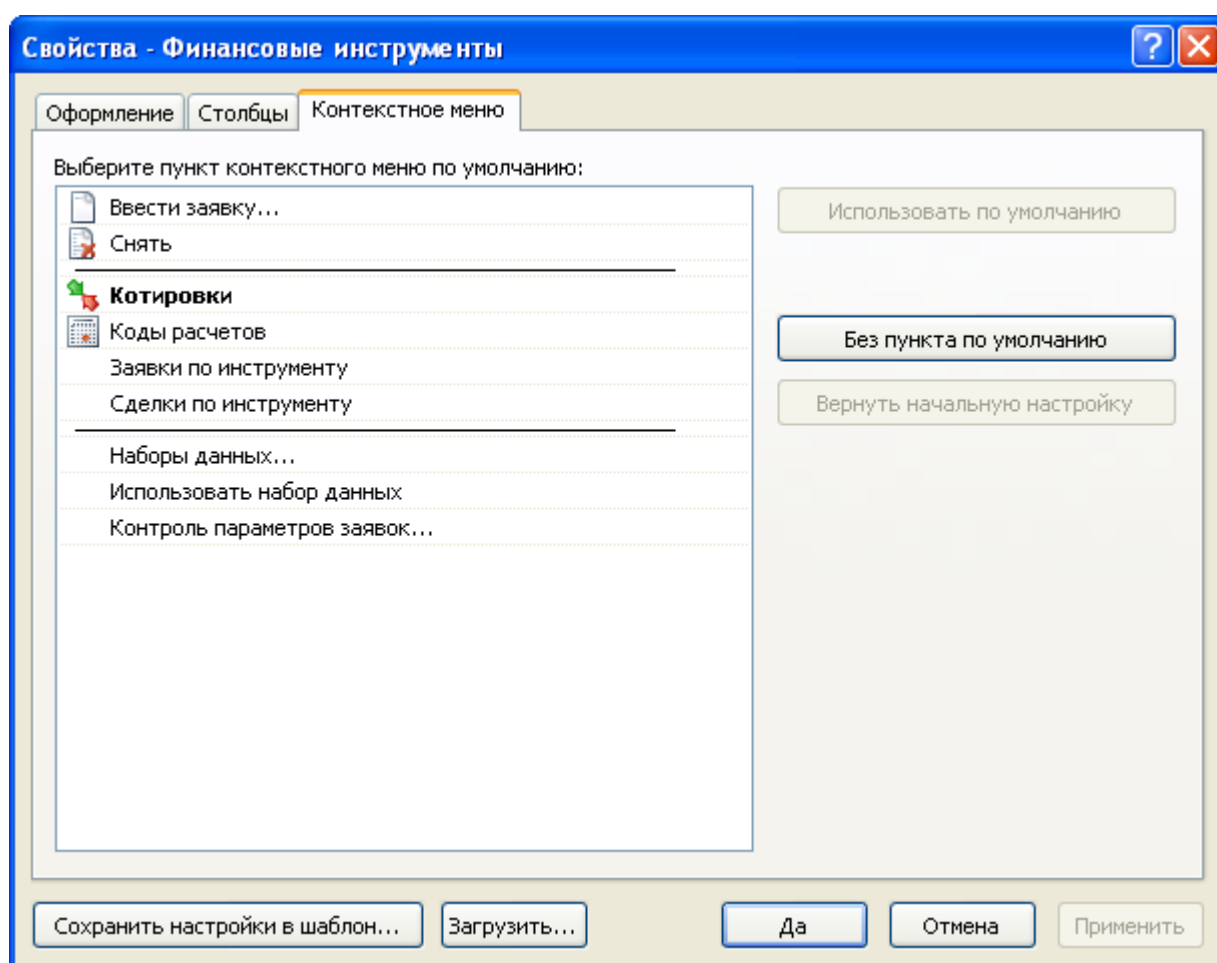 Свойства - Финансовые инструменты
Оформление Столбцы Контекстное меню
Выберите пункт контекстного меню по умолчанию:
Ввести заявку...
Снять
Котировки
Коды расчетов
Заявки по инструменту
Сделки по инструменту
Наборы данных...
Использовать набор данных
Контроль параметров заявок...
Использовать по умолчанию
Без пункта по умолчанию
Вернуть начальную настройку
Сохранить настройки в шаблон... Загрузить... Да Отмена Применить